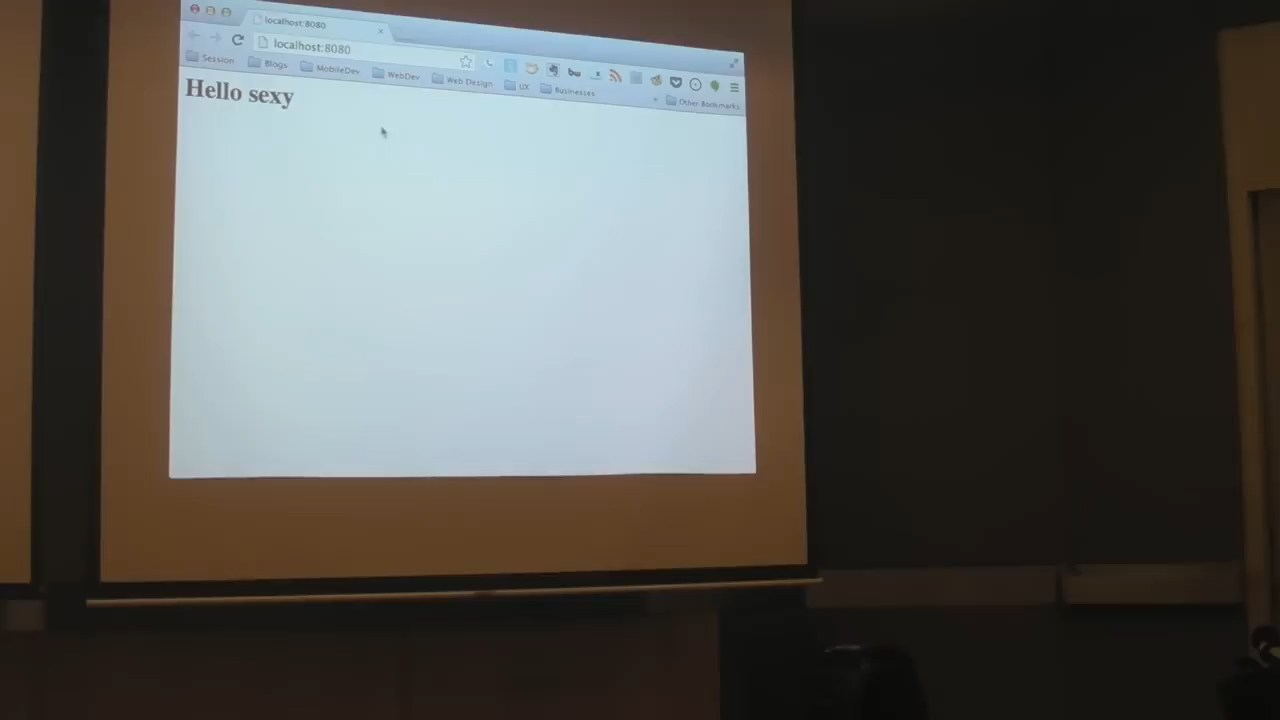 localhost:8080
localhost:8080
Session Blogs MobileDev WebDev Web Design UX Businesses » Other Bookmarks
Hello sexy